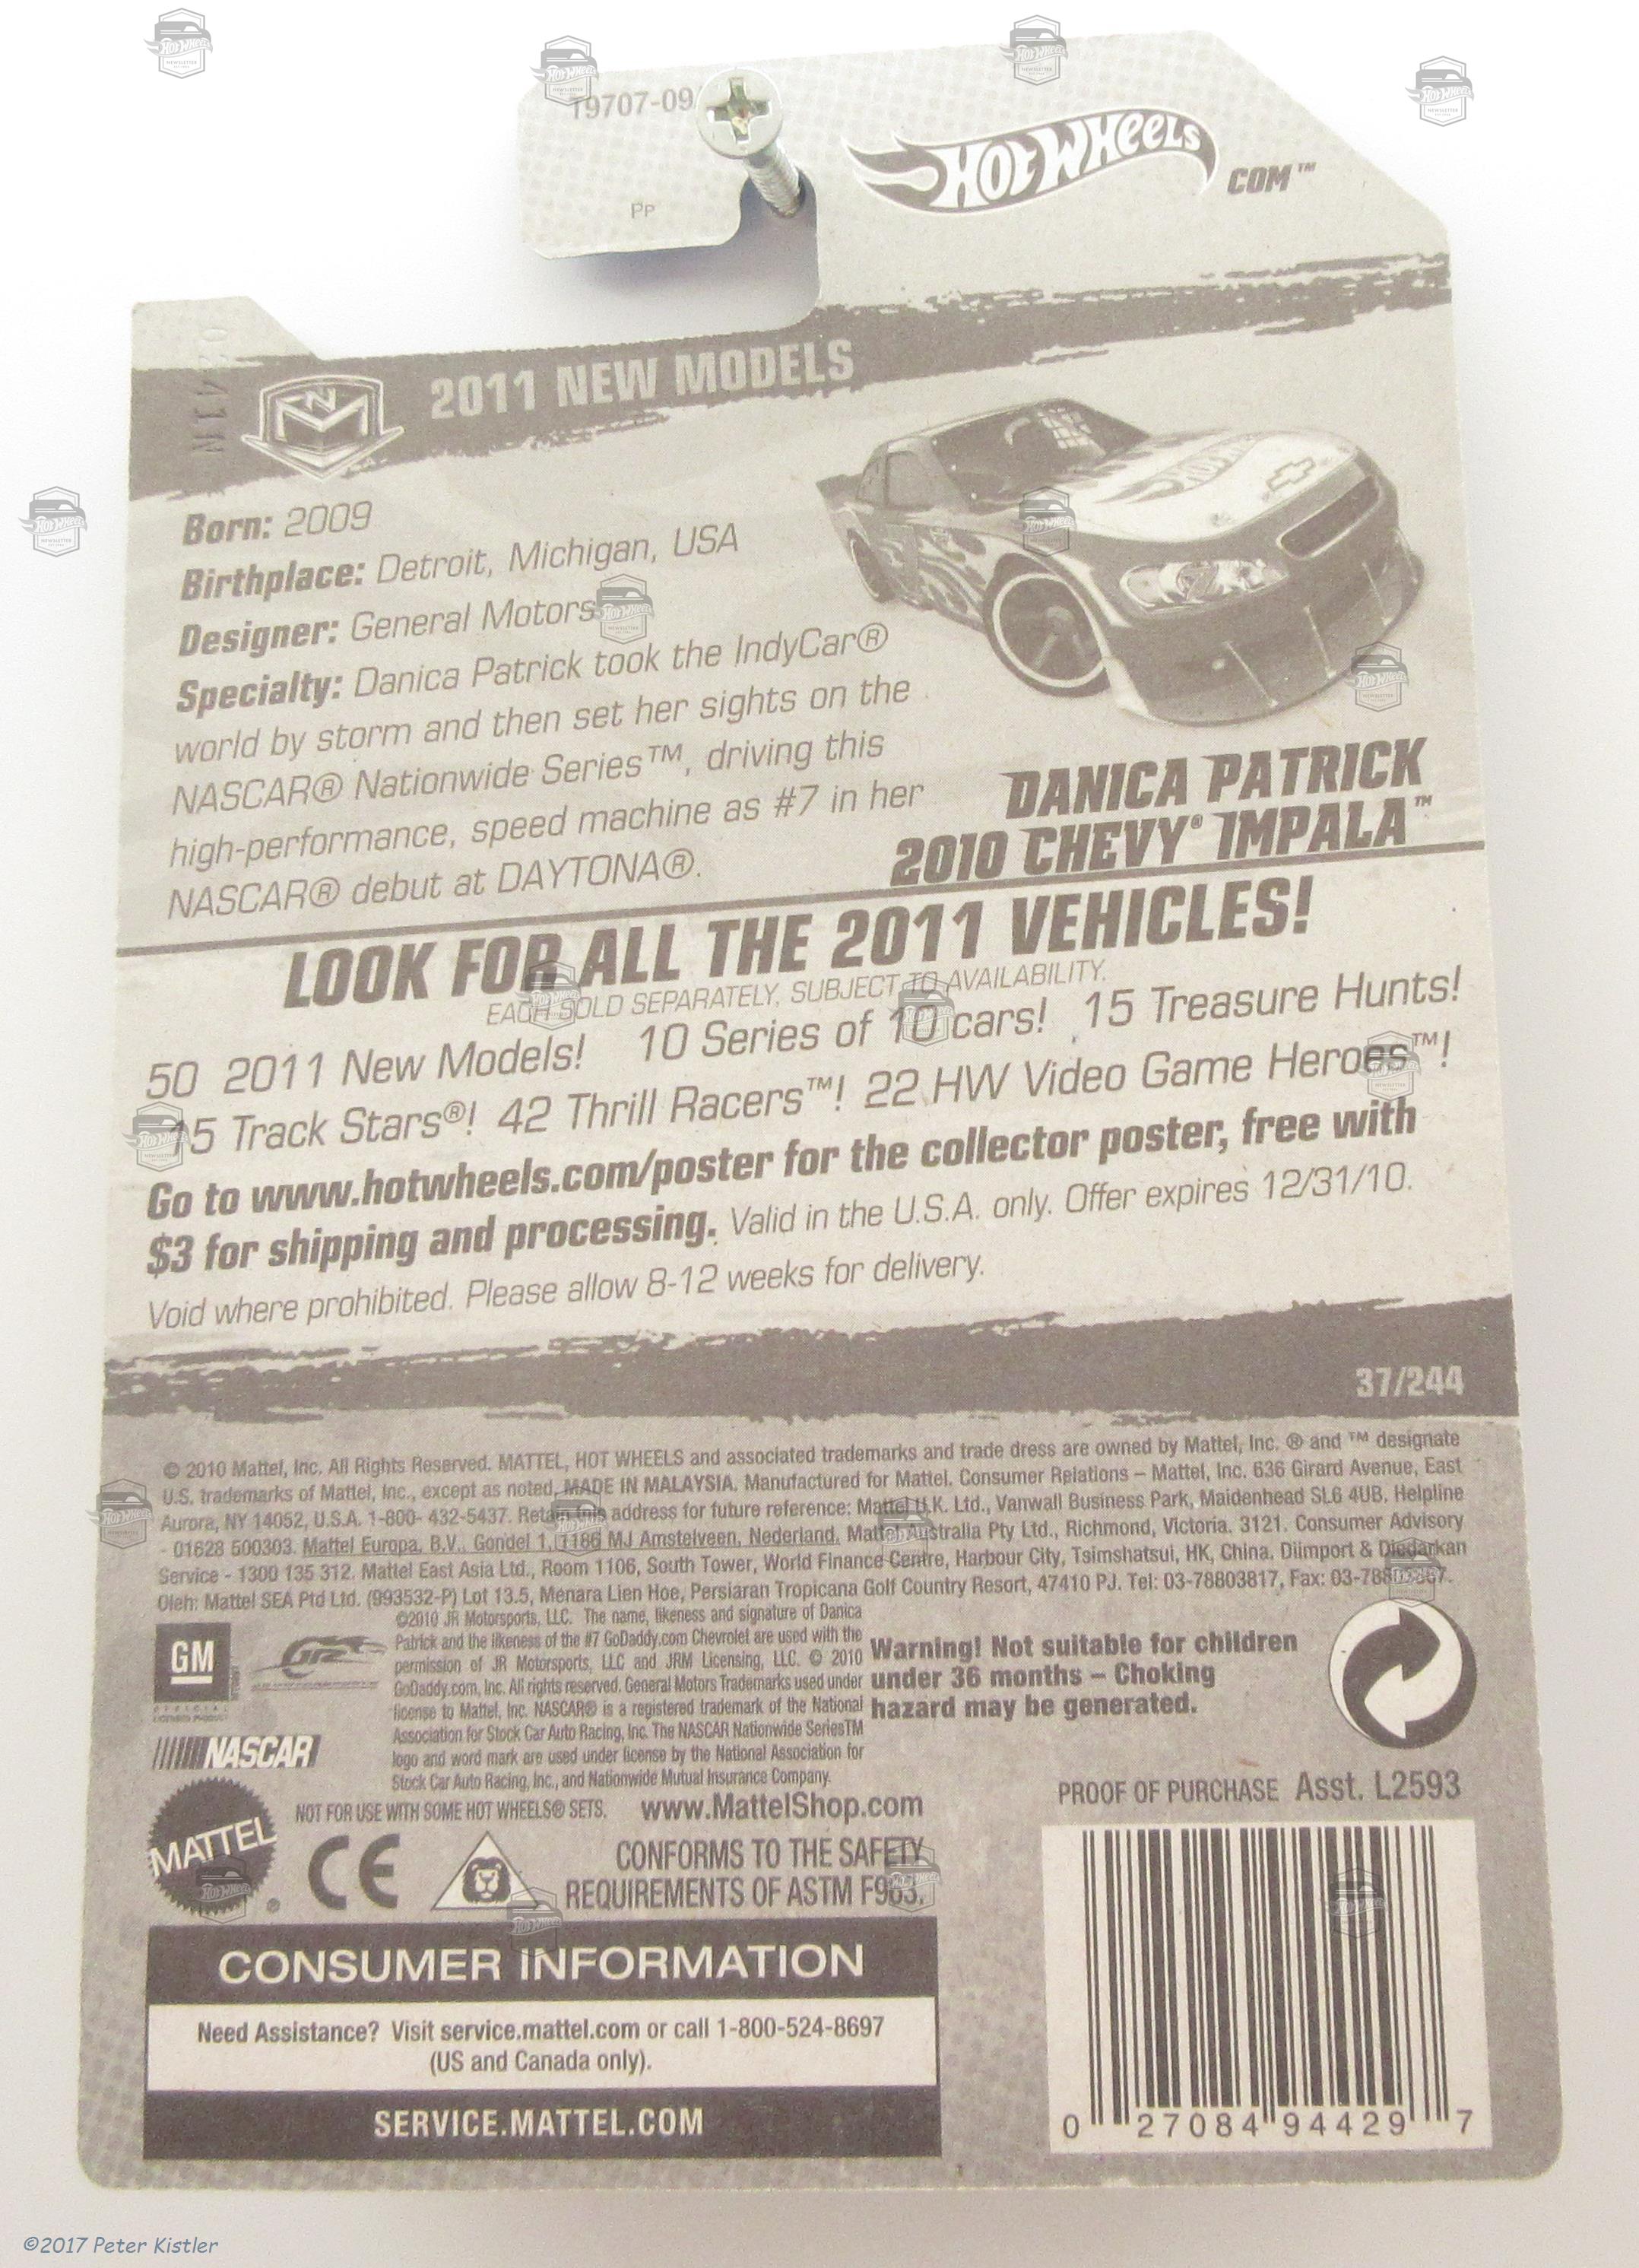 T9707-09
PP
HOT WHEELS
.COM™
2011 NEW MODELS
Born: 2009
Birthplace: Detroit, Michigan, USA
Designer: General Motors
Specialty: Danica Patrick took the IndyCar®
world by storm and then set her sights on the
NASCAR® Nationwide Series™, driving this
high-performance, speed machine as #7 in her
NASCAR® debut at DAYTONA®.
DANICA PATRICK
2010 CHEVY® IMPALA™
LOOK FOR ALL THE 2011 VEHICLES!
EACH SOLD SEPARATELY, SUBJECT TO AVAILABILITY.
50 2011 New Models! 10 Series of 10 cars! 15 Treasure Hunts!
15 Track Stars®! 42 Thrill Racers™! 22 HW Video Game Heroes™!
Go to www.hotwheels.com/poster for the collector poster, free with
$3 for shipping and processing. Valid in the U.S.A. only. Offer expires 12/31/10.
Void where prohibited. Please allow 8-12 weeks for delivery.
37/244
© 2010 Mattel, Inc. All Rights Reserved. MATTEL, HOT WHEELS and associated trademarks and trade dress are owned by Mattel, Inc. ® and ™ designate
U.S. trademarks of Mattel, Inc., except as noted. MADE IN MALAYSIA. Manufactured for Mattel. Consumer Relations – Mattel, Inc. 636 Girard Avenue, East
Aurora, NY 14052, U.S.A. 1-800- 432-5437. Retain this address for future reference: Mattel U.K. Ltd., Vanwall Business Park, Maidenhead SL6 4UB. Helpline
- 01628 500303. Mattel Europa, B.V., Gondel 1, 1186 MJ Amstelveen, Nederland. Mattel Australia Pty Ltd., Richmond, Victoria. 3121. Consumer Advisory
Service - 1300 135 312. Mattel East Asia Ltd., Room 1106, South Tower, World Finance Centre, Harbour City, Tsimshatsui, HK, China. Diimport & Diedarkan
Oleh: Mattel SEA Ptd Ltd. (993532-P) Lot 13.5, Menara Lien Hoe, Persiaran Tropicana Golf Country Resort, 47410 PJ. Tel: 03-78803817, Fax:
©2010 JR Motorsports, LLC. The name, likeness and signature of Danica
Patrick and the likeness of the #7 GoDaddy.com Chevrolet are used with the
permission of JR Motorsports, LLC and JRM Licensing, LLC. © 2010
GoDaddy.com, Inc. All rights reserved. General Motors Trademarks used under
license to Mattel, Inc. NASCAR® is a registered trademark of the National
Association for Stock Car Auto Racing, Inc. The NASCAR Nationwide SeriesTM
logo and word mark are used under license by the National Association for
Stock Car Auto Racing, Inc., and Nationwide Mutual Insurance Company.
GM
OFFICIAL
LICENSED PRODUCT
NASCAR
Warning! Not suitable for children
under 36 months – Choking
hazard may be generated.
PROOF OF PURCHASE Asst. L2593
NOT FOR USE WITH SOME HOT WHEELS® SETS. www.MattelShop.com
MATTEL®
CE
CONFORMS TO THE SAFETY
REQUIREMENTS OF ASTM F963.
CONSUMER INFORMATION
Need Assistance? Visit service.mattel.com or call 1-800-524-8697
(US and Canada only).
SERVICE.MATTEL.COM
0 27084 94429 7
©2017 Peter Kistler